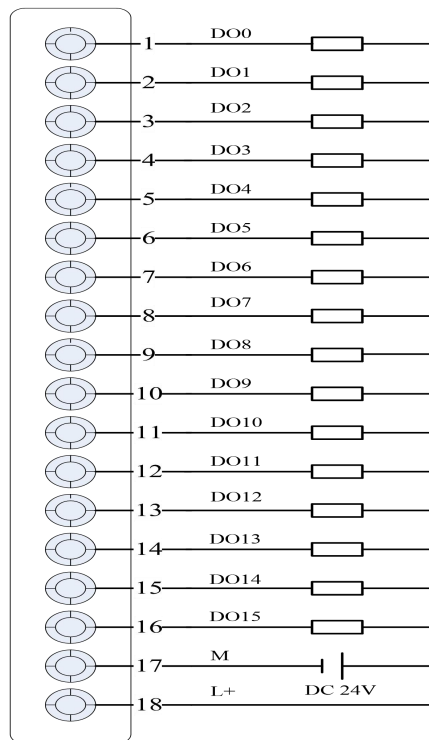 1 DO0
2 DO1
3 DO2
4 DO3
5 DO4
6 DO5
7 DO6
8 DO7
9 DO8
10 DO9
11 DO10
12 DO11
13 DO12
14 DO13
15 DO14
16 DO15
17 M
18 L+ DC 24V